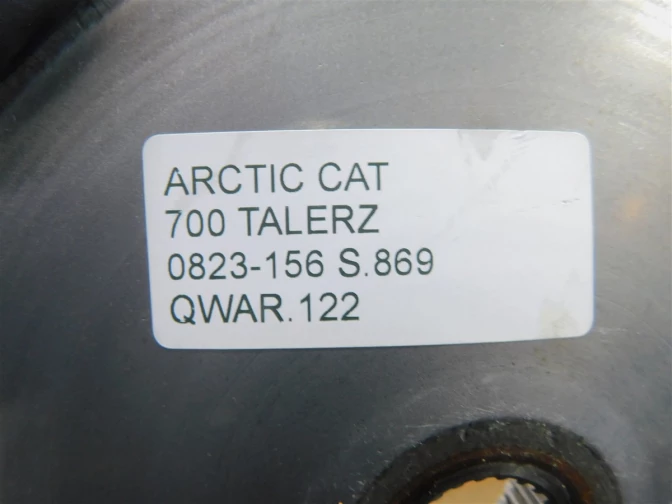 ARCTIC CAT
700 TALERZ
0823-156 S.869
QWAR.122